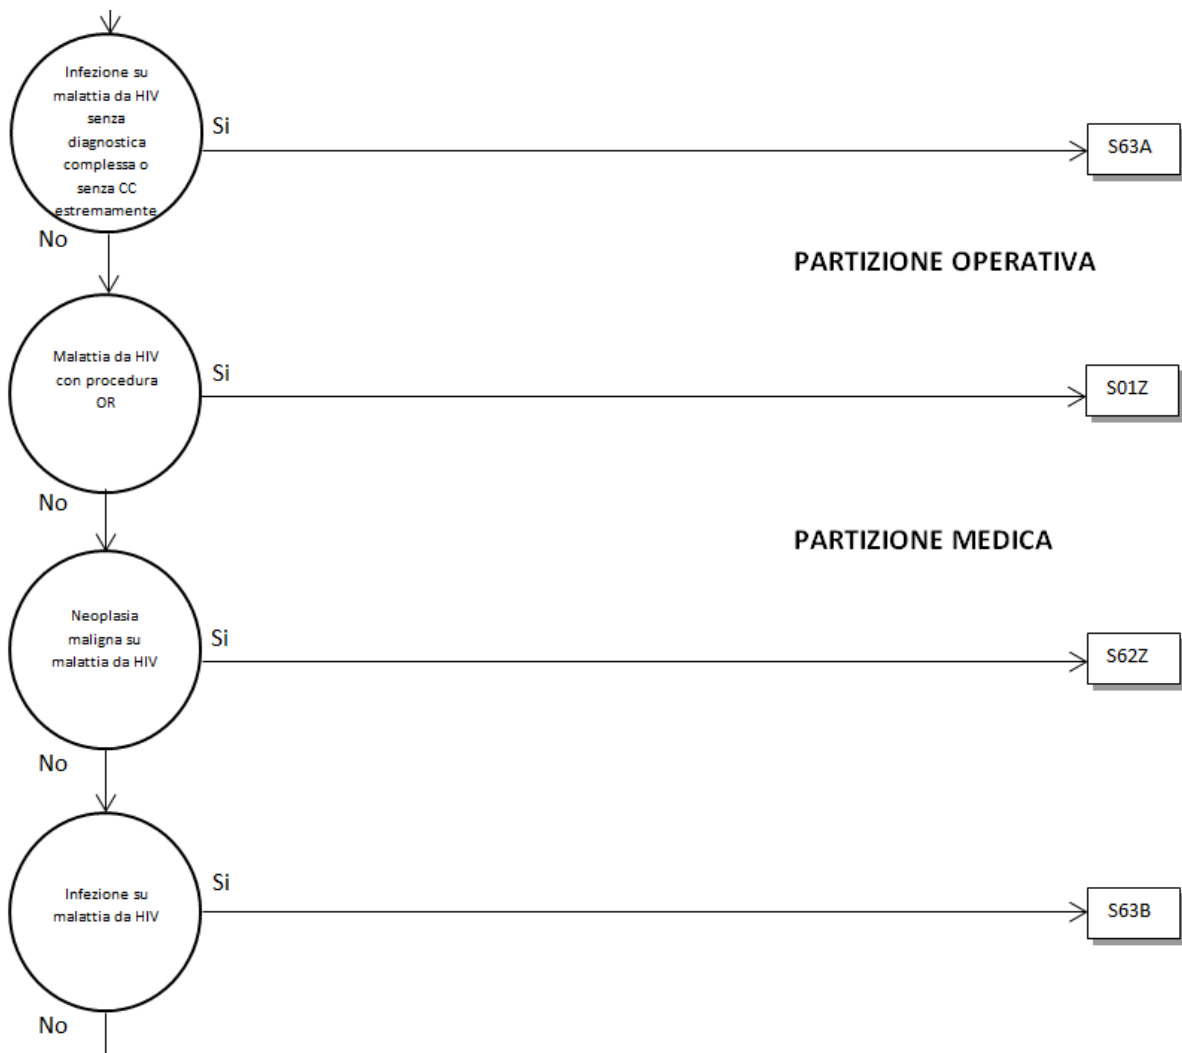 Infezione su
malattia da HIV
senza
diagnostica
complessa o
senza CC
estremamente
Si
S63A
No
PARTIZIONE OPERATIVA
Malattia da HIV
con procedura
OR
Si
S01Z
No
PARTIZIONE MEDICA
Neoplasia
maligna su
malattia da HIV
Si
S62Z
No
Infezione su
malattia da HIV
Si
S63B
No